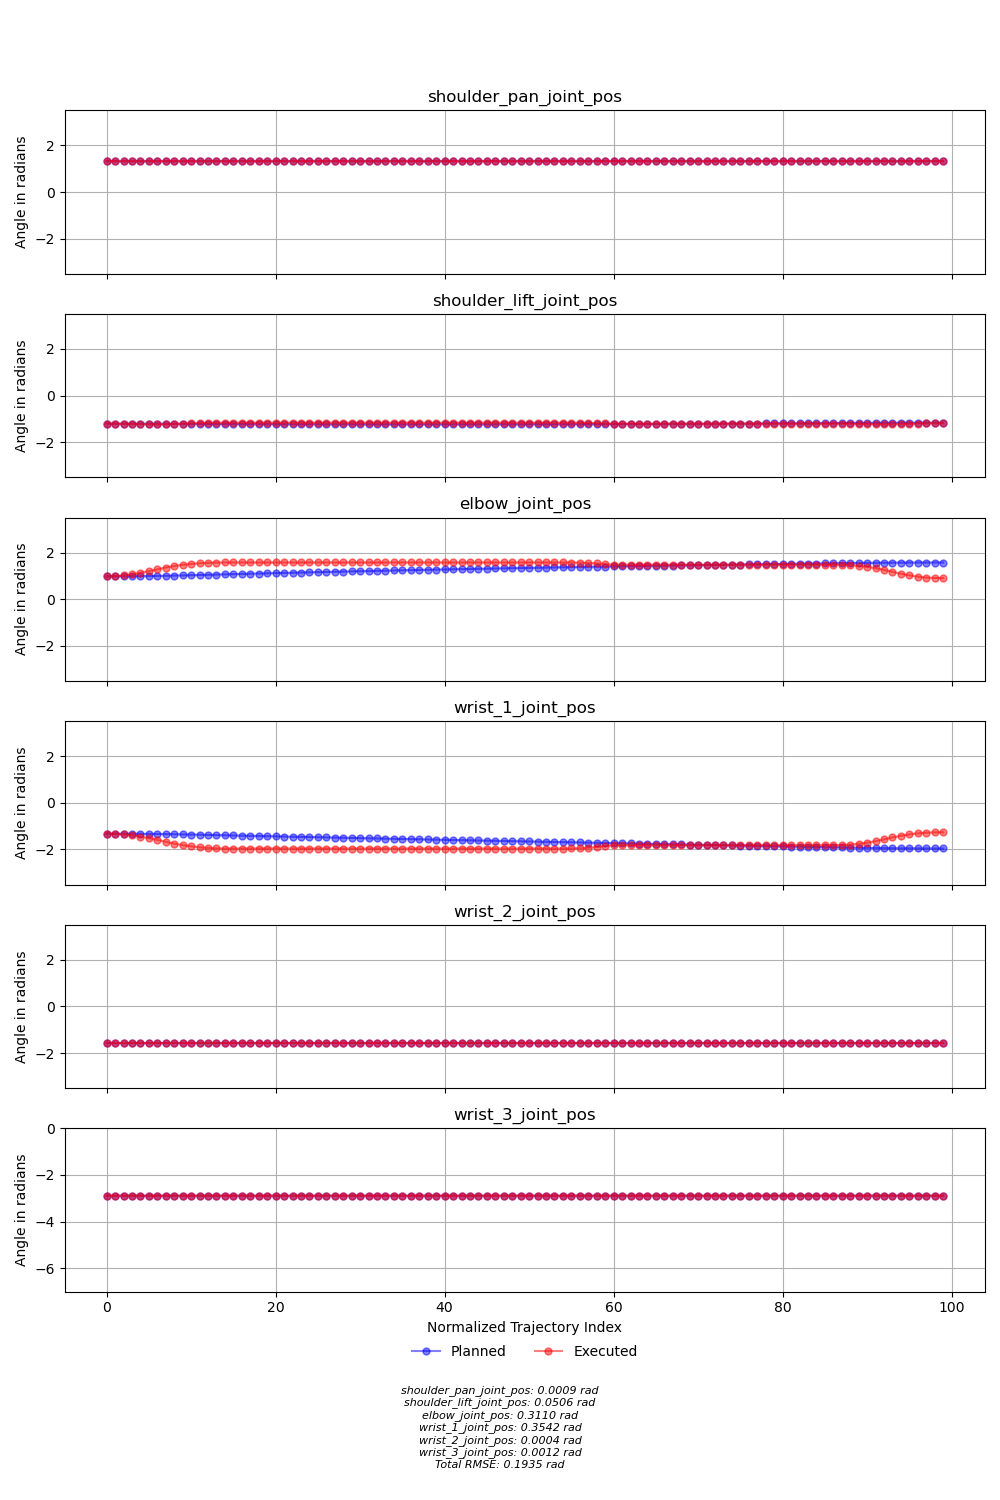 shoulder_pan_joint_pos
Angle in radians
2
0
−2
shoulder_lift_joint_pos
Angle in radians
2
0
−2
elbow_joint_pos
Angle in radians
2
0
−2
wrist_1_joint_pos
Angle in radians
2
0
−2
wrist_2_joint_pos
Angle in radians
2
0
−2
wrist_3_joint_pos
Angle in radians
0
−2
−4
−6
0 20 40 60 80 100
Normalized Trajectory Index
Planned Executed
shoulder_pan_joint_pos: 0.0009 rad
shoulder_lift_joint_pos: 0.0506 rad
elbow_joint_pos: 0.3110 rad
wrist_1_joint_pos: 0.3542 rad
wrist_2_joint_pos: 0.0004 rad
wrist_3_joint_pos: 0.0012 rad
Total RMSE: 0.1935 rad